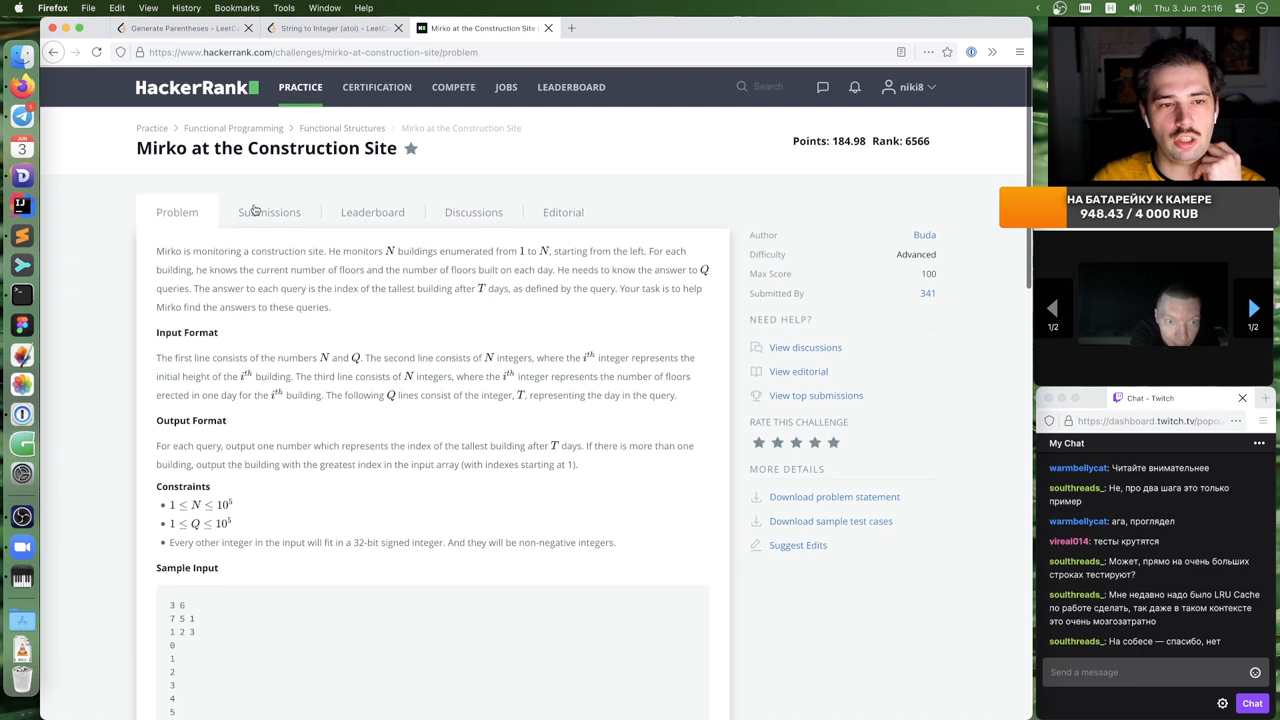 Firefox File Edit View History Bookmarks Tools Window Help
Generate Parentheses - LeetCo
String to Integer (atoi) - LeetCo
Mirko at the Construction Site |
https://www.hackerrank.com/challenges/mirko-at-construction-site/problem
HackerRank
PRACTICE CERTIFICATION COMPETE JOBS LEADERBOARD
Search
niki8
Practice > Functional Programming > Functional Structures > Mirko at the Construction Site
Mirko at the Construction Site
Points: 184.98 Rank: 6566
Problem Submissions Leaderboard Discussions Editorial
Mirko is monitoring a construction site. He monitors N buildings enumerated from 1 to N, starting from the left. For each
building, he knows the current number of floors and the number of floors built on each day. He needs to know the answer to Q
queries. The answer to each query is the index of the tallest building after T days, as defined by the query. Your task is to help
Mirko find the answers to these queries.
Input Format
The first line consists of the numbers N and Q. The second line consists of N integers, where the i^th integer represents the
initial height of the i^th building. The third line consists of N integers, where the i^th integer represents the number of floors
erected in one day for the i^th building. The following Q lines consist of the integer, T, representing the day in the query.
Output Format
For each query, output one number which represents the index of the tallest building after T days. If there is more than one
building, output the building with the greatest index in the input array (with indexes starting at 1).
Constraints
• 1 ≤ N ≤ 10^5
• 1 ≤ Q ≤ 10^5
• Every other integer in the input will fit in a 32-bit signed integer. And they will be non-negative integers.
Sample Input
3 6
7 5 1
1 2 3
0
1
2
3
4
5
Author Buda
Difficulty Advanced
Max Score 100
Submitted By 341
NEED HELP?
View discussions
View editorial
View top submissions
RATE THIS CHALLENGE
MORE DETAILS
Download problem statement
Download sample test cases
Suggest Edits
НА БАТАРЕЙКУ К КАМЕРЕ
948.43 / 4 000 RUB
1/2
1/2
Chat - Twitch
https://dashboard.twitch.tv/popou
My Chat
warmbellycat: Читайте внимательнее
soulthreads_: Не, про два шага это только
пример
warmbellycat: ага, проглядел
vireal014: тесты крутятся
soulthreads_: Может, прямо на очень больших
строках тестируют?
soulthreads_: Мне недавно надо было LRU Cache
по работе сделать, так даже в таком контексте
это очень мозгозатратно
soulthreads_: На собесе — спасибо, нет
Send a message
Chat
JUN
3
1